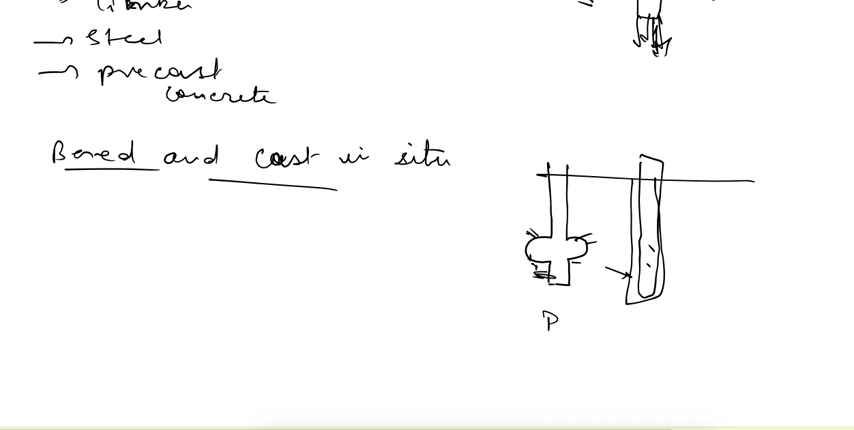 → Steel
→ precast
concrete
Bored and cast in situ
P